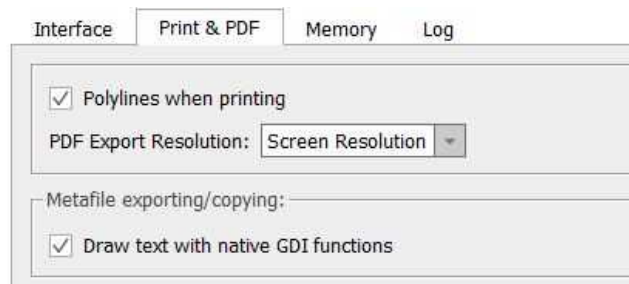 Interface Print & PDF Memory Log
Polylines when printing
PDF Export Resolution: Screen Resolution
Metafile exporting/copying:
Draw text with native GDI functions